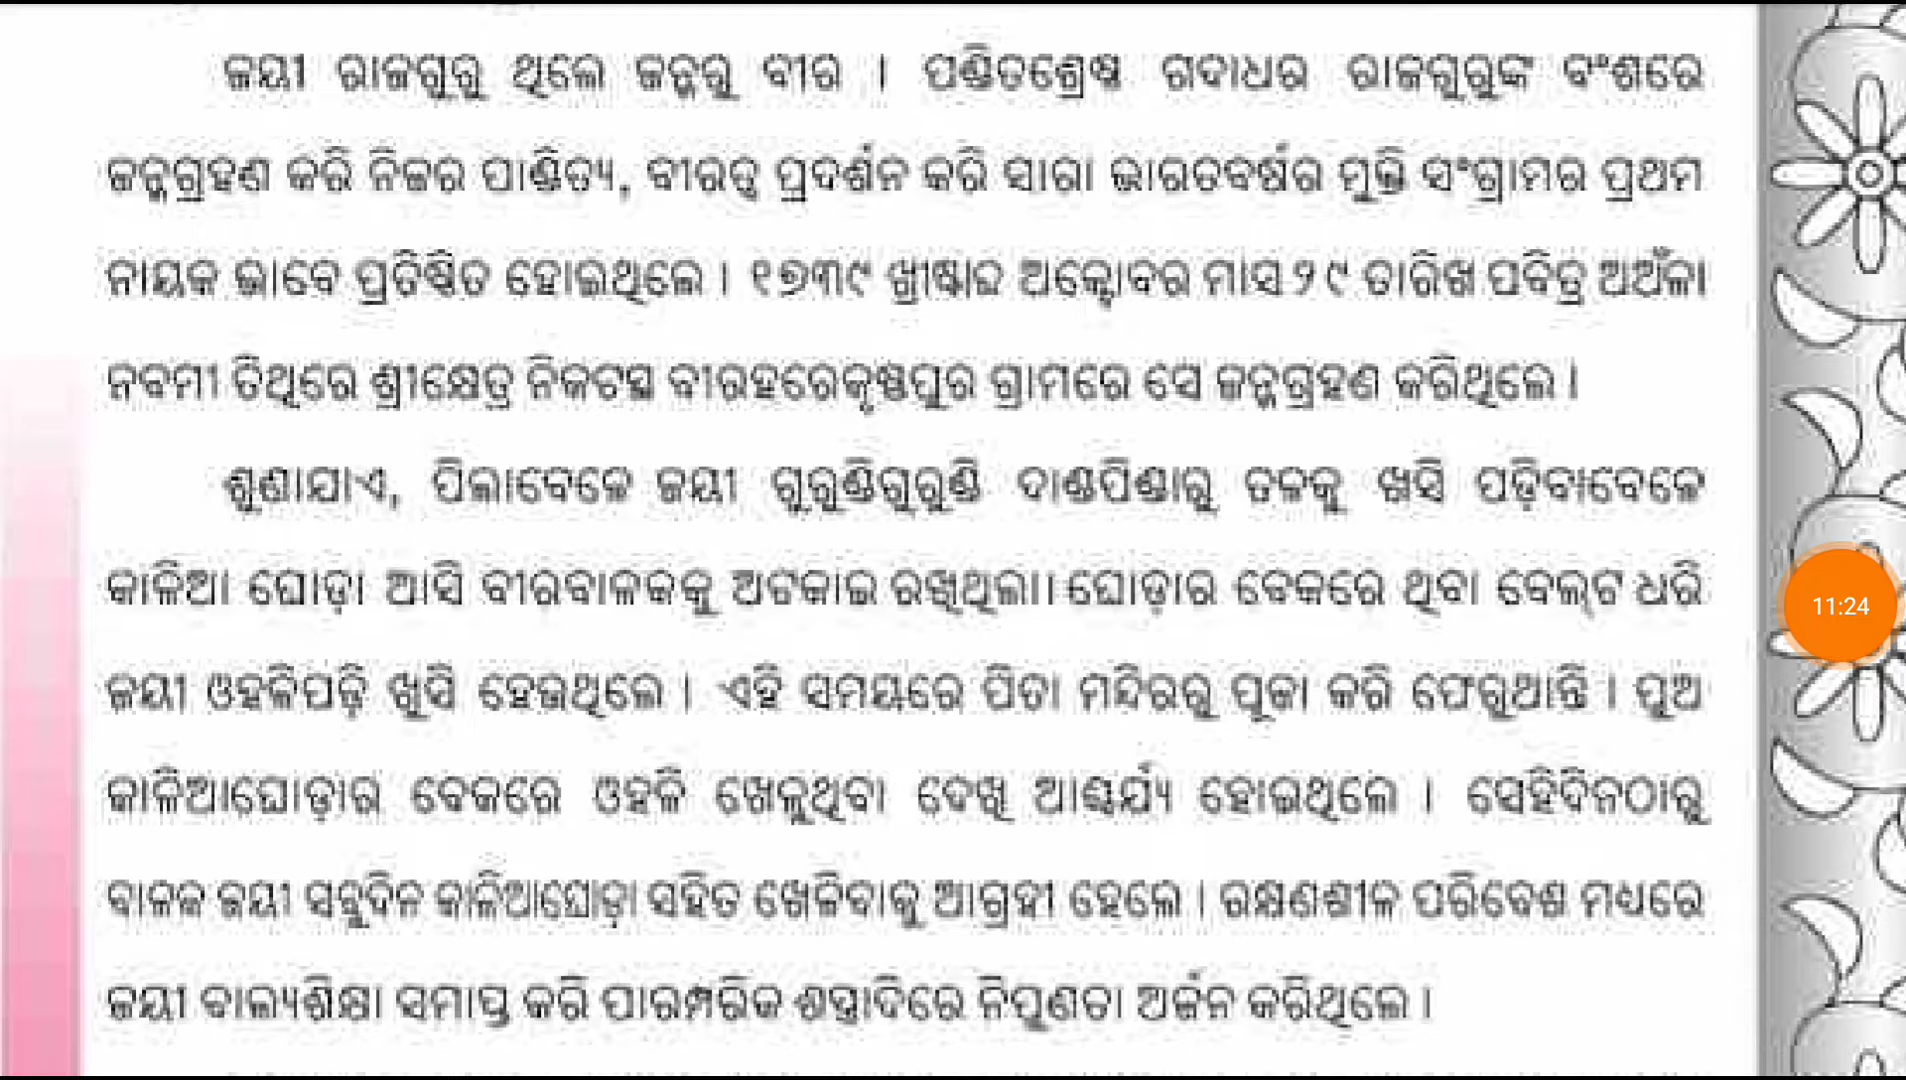 ଜୟୀ ରାଜଗୁରୁ ଥିଲେ ଜନ୍ମରୁ ବୀର । ପଣ୍ଡିତଶ୍ରେଷ୍ଠ ଗଦାଧର ରାଜଗୁରୁଙ୍କ ବଂଶରେ
ଜନ୍ମଗ୍ରହଣ କରି ନିଜର ପାଣ୍ଡିତ୍ୟ, ବୀରତ୍ୱ ପ୍ରଦର୍ଶନ କରି ସାରା ଭାରତବର୍ଷର ମୁକ୍ତି ସଂଗ୍ରାମର ପ୍ରଥମ
ନାୟକ ଭାବେ ପ୍ରତିଷ୍ଠିତ ହୋଇଥିଲେ । ୧୭୩୯ ଖ୍ରୀଷ୍ଟାବ୍ଦ ଅକ୍ଟୋବର ମାସ ୨୯ ତାରିଖ ପବିତ୍ର ଅଅଁଳା
ନବମୀ ତିଥିରେ ଶ୍ରୀକ୍ଷେତ୍ର ନିକଟସ୍ଥ ବୀରହରେକୃଷ୍ଣପୁର ଗ୍ରାମରେ ସେ ଜନ୍ମଗ୍ରହଣ କରିଥିଲେ ।
ଶୁଣାଯାଏ, ପିଲାବେଳେ ଜୟୀ ଗୁରୁଣ୍ଡିଗୁରୁଣ୍ଡି ଦାଣ୍ଡପିଣ୍ଡାରୁ ତଳକୁ ଖସି ପଡ଼ିବାବେଳେ
କାଳିଆ ଘୋଡ଼ା ଆସି ବୀରବାଳକକୁ ଅଟକାଇ ରଖିଥିଲା। ଘୋଡ଼ାର ବେକରେ ଥିବା ବେଲ୍‌ଟ ଧରି
ଜୟୀ ଓହଳିପଡ଼ି ଖୁସି ହେଉଥିଲେ । ଏହି ସମୟରେ ପିତା ମନ୍ଦିରରୁ ପୂଜା କରି ଫେରୁଥାନ୍ତି । ପୁଅ
କାଳିଆଘୋଡ଼ାର ବେକରେ ଓହଳି ଖେଳୁଥିବା ଦେଖି ଆଶ୍ଚର୍ଯ୍ୟ ହୋଇଥିଲେ । ସେହିଦିନଠାରୁ
ବାଳକ ଜୟୀ ସବୁଦିନ କାଳିଆଘୋଡ଼ା ସହିତ ଖେଳିବାକୁ ଆଗ୍ରହୀ ହେଲେ । ରକ୍ଷଣଶୀଳ ପରିବେଶ ମଧ୍ୟରେ
ଜୟୀ ବାଲ୍ୟଶିକ୍ଷା ସମାପ୍ତ କରି ପାରମ୍ପରିକ ଶସ୍ତ୍ରାଦିରେ ନିପୁଣତା ଅର୍ଜନ କରିଥିଲେ ।
11:24